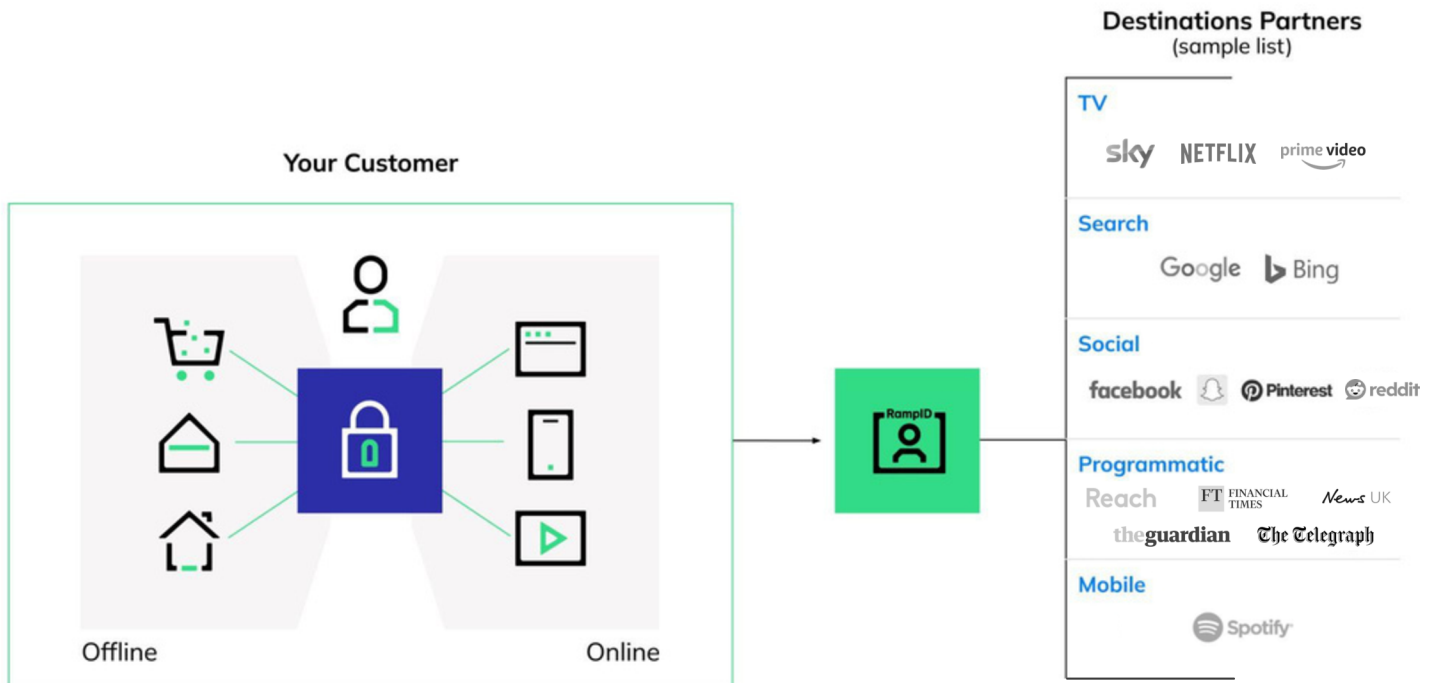 Destinations Partners
(sample list)
Your Customer
Offline
Online
RampID
TV
sky NETFLIX prime video
Search
Google Bing
Social
facebook Pinterest reddit
Programmatic
Reach FT FINANCIAL TIMES News UK
theguardian The Telegraph
Mobile
Spotify